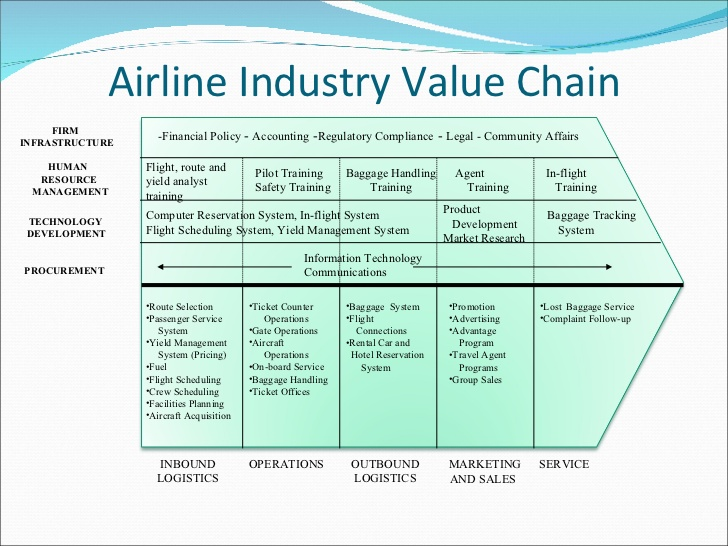 Airline Industry Value Chain
FIRM
INFRASTRUCTURE
-Financial Policy - Accounting -Regulatory Compliance - Legal - Community Affairs
HUMAN
RESOURCE
MANAGEMENT
Flight, route and
yield analyst
training
Pilot Training
Safety Training
Baggage Handling
Training
Agent
Training
In-flight
Training
TECHNOLOGY
DEVELOPMENT
Computer Reservation System, In-flight System
Flight Scheduling System, Yield Management System
Product
Development
Market Research
Baggage Tracking
System
PROCUREMENT
Information Technology
Communications
•Route Selection
•Passenger Service
System
•Yield Management
System (Pricing)
•Fuel
•Flight Scheduling
•Crew Scheduling
•Facilities Planning
•Aircraft Acquisition
•Ticket Counter
Operations
•Gate Operations
•Aircraft
Operations
•On-board Service
•Baggage Handling
•Ticket Offices
•Baggage System
•Flight
Connections
•Rental Car and
Hotel Reservation
System
•Promotion
•Advertising
•Advantage
Program
•Travel Agent
Programs
•Group Sales
•Lost Baggage Service
•Complaint Follow-up
INBOUND
LOGISTICS
OPERATIONS
OUTBOUND
LOGISTICS
MARKETING
AND SALES
SERVICE